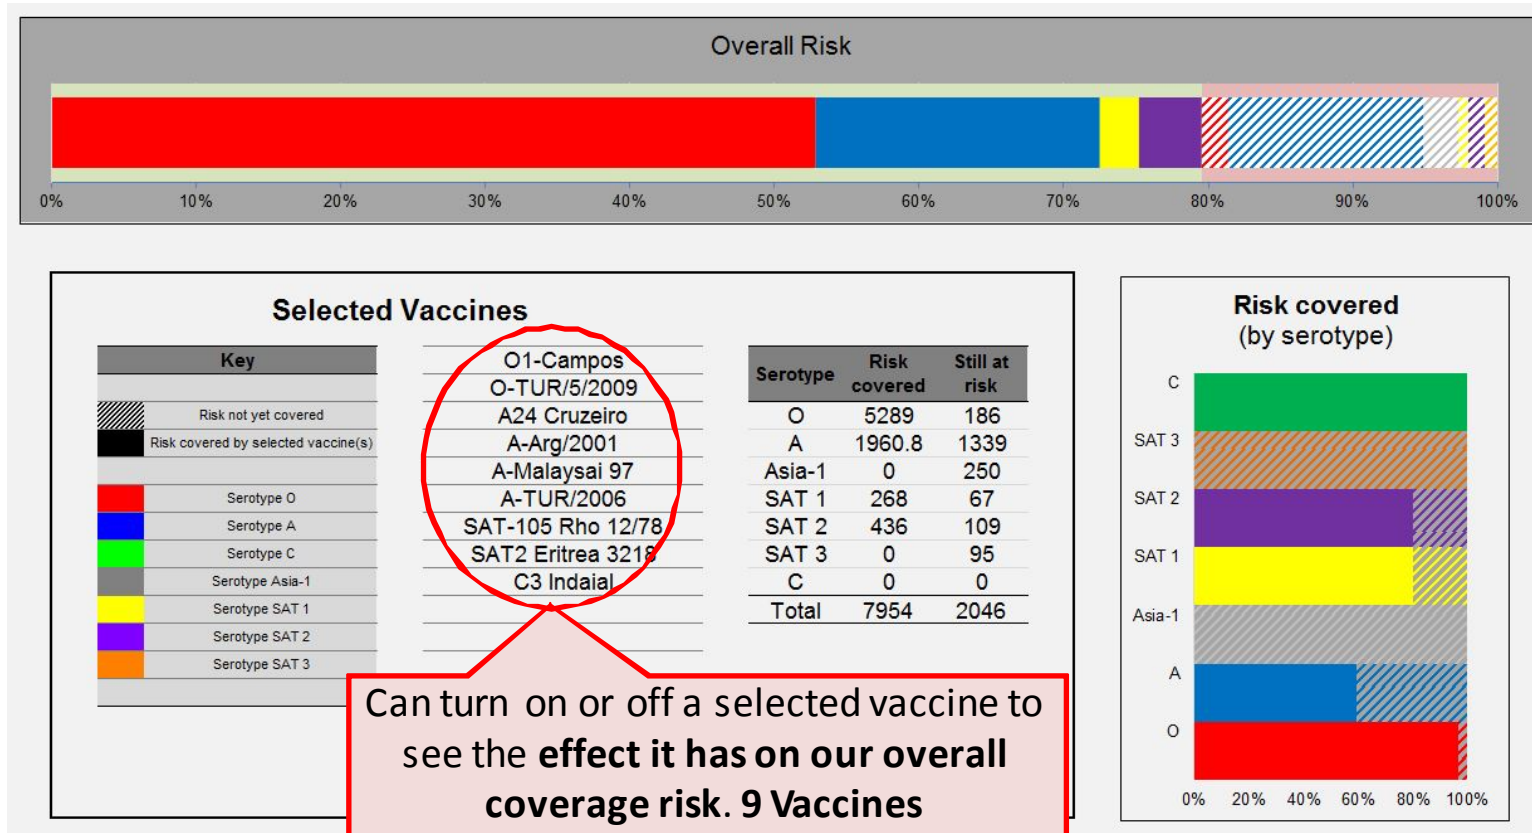 Overall Risk
0% 10% 20% 30% 40% 50% 60% 70% 80% 90% 100%
Selected Vaccines
Key
Risk not yet covered
Risk covered by selected vaccine(s)
Serotype O
Serotype A
Serotype C
Serotype Asia-1
Serotype SAT 1
Serotype SAT 2
Serotype SAT 3
O1-Campos
O-TUR/5/2009
A24 Cruzeiro
A-Arg/2001
A-Malaysai 97
A-TUR/2006
SAT-105 Rho 12/78
SAT2 Eritrea 3218
C3 Indaial
Serotype Risk covered Still at risk
O 5289 186
A 1960.8 1339
Asia-1 0 250
SAT 1 268 67
SAT 2 436 109
SAT 3 0 95
C 0 0
Total 7954 2046
Can turn on or off a selected vaccine to
see the effect it has on our overall
coverage risk. 9 Vaccines
Risk covered
(by serotype)
C
SAT 3
SAT 2
SAT 1
Asia-1
A
O
0% 20% 40% 60% 80% 100%